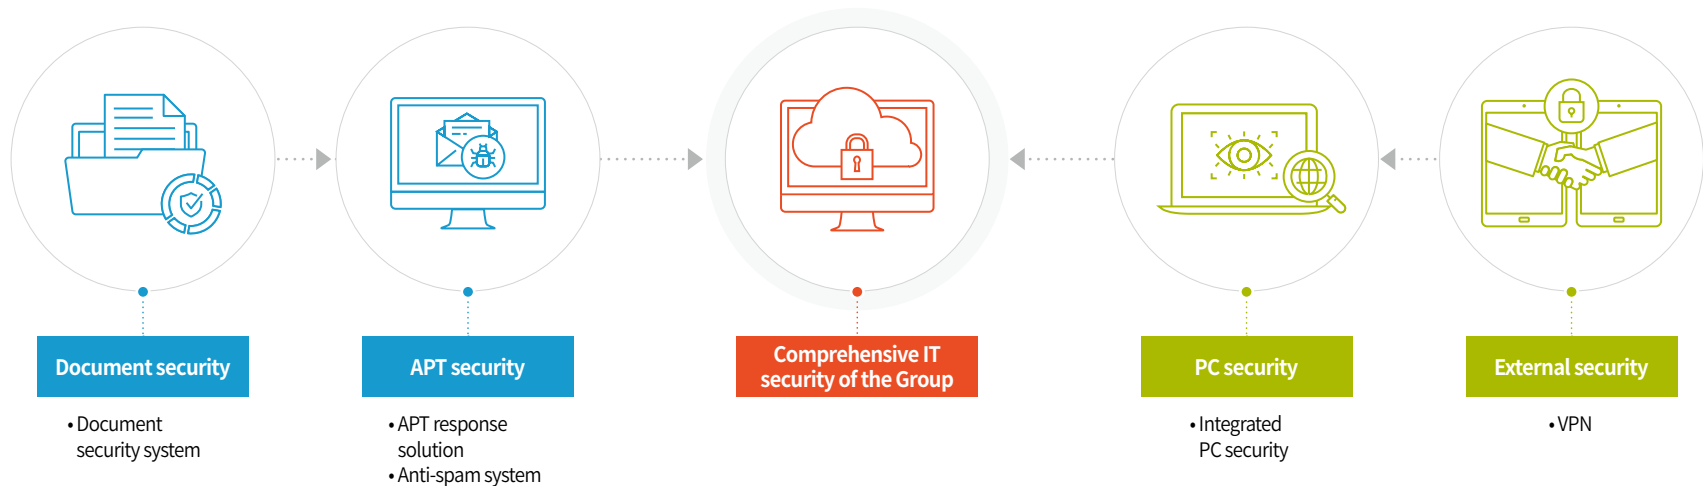 Document security
• Document
security system
APT security
• APT response
solution
• Anti-spam system
Comprehensive IT
security of the Group
PC security
• Integrated
PC security
External security
• VPN